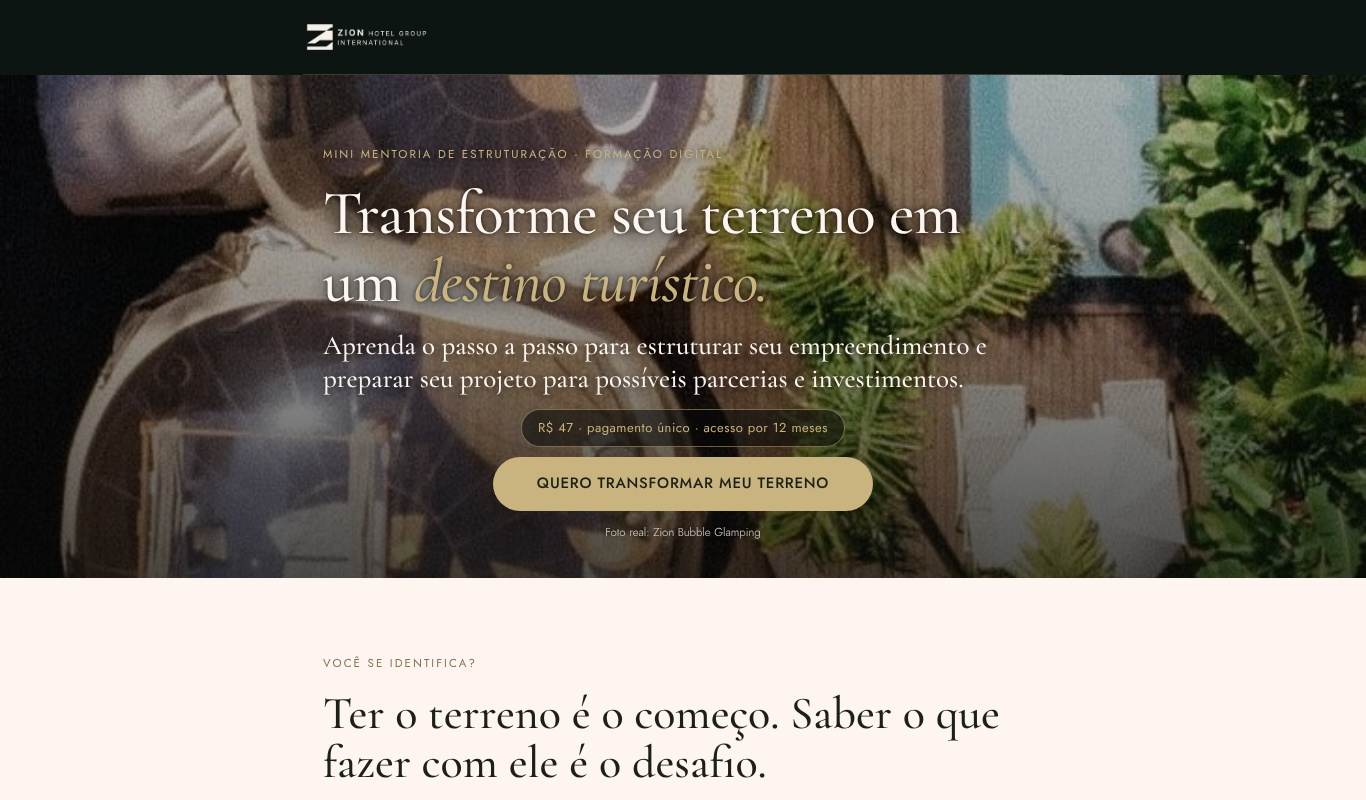 ZION HOTEL GROUP
INTERNATIONAL
MINI MENTORIA DE ESTRUTURAÇÃO · FORMAÇÃO DIGITAL
Transforme seu terreno em
um destino turístico.
Aprenda o passo a passo para estruturar seu empreendimento e
preparar seu projeto para possíveis parcerias e investimentos.
R$ 47 · pagamento único · acesso por 12 meses
QUERO TRANSFORMAR MEU TERRENO
Foto real: Zion Bubble Glamping
VOCÊ SE IDENTIFICA?
Ter o terreno é o começo. Saber o que
fazer com ele é o desafio.